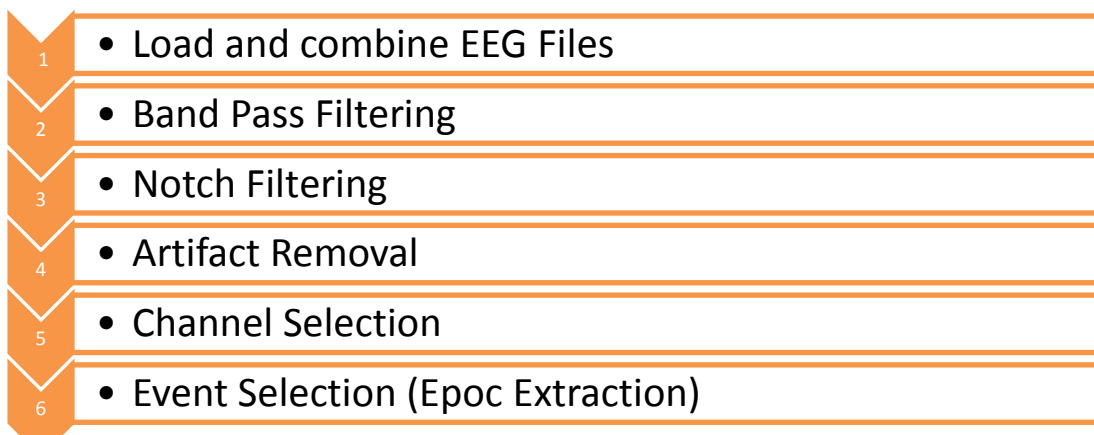 1 • Load and combine EEG Files
2 • Band Pass Filtering
3 • Notch Filtering
4 • Artifact Removal
5 • Channel Selection
6 • Event Selection (Epoc Extraction)